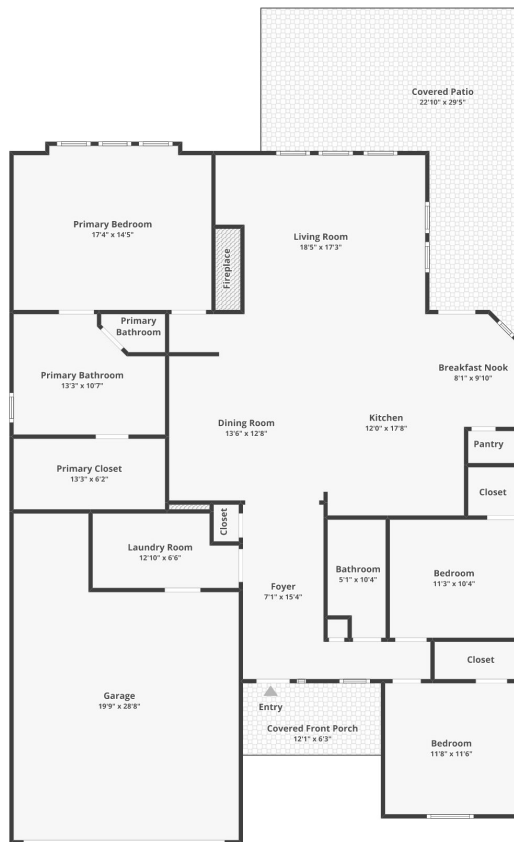 Covered Patio
22'10" x 29'5"
Primary Bedroom
17'4" x 14'5"
Living Room
18'5" x 17'3"
Fireplace
Primary
Bathroom
Primary Bathroom
13'3" x 10'7"
Breakfast Nook
8'1" x 9'10"
Dining Room
13'6" x 12'8"
Kitchen
12'0" x 17'8"
Pantry
Primary Closet
13'3" x 6'2"
Closet
Closet
Laundry Room
12'10" x 6'6"
Bathroom
5'1" x 10'4"
Bedroom
11'3" x 10'4"
Foyer
7'1" x 15'4"
Closet
Garage
19'9" x 28'8"
Entry
Covered Front Porch
12'1" x 6'3"
Bedroom
11'8" x 11'6"